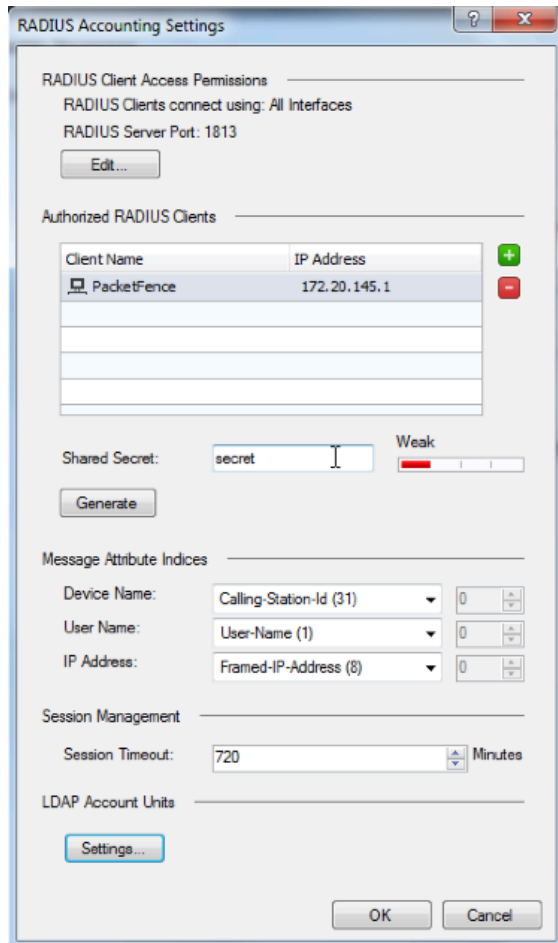 RADIUS Accounting Settings
RADIUS Client Access Permissions
RADIUS Clients connect using: All Interfaces
RADIUS Server Port: 1813
Edit...
Authorized RADIUS Clients
Client Name IP Address
PacketFence 172.20.145.1
Weak
Shared Secret: secret
Generate
Message Attribute Indices
Device Name: Calling-Station-Id (31) 0
User Name: User-Name (1) 0
IP Address: Framed-IP-Address (8) 0
Session Management
Session Timeout: 720 Minutes
LDAP Account Units
Settings...
OK Cancel